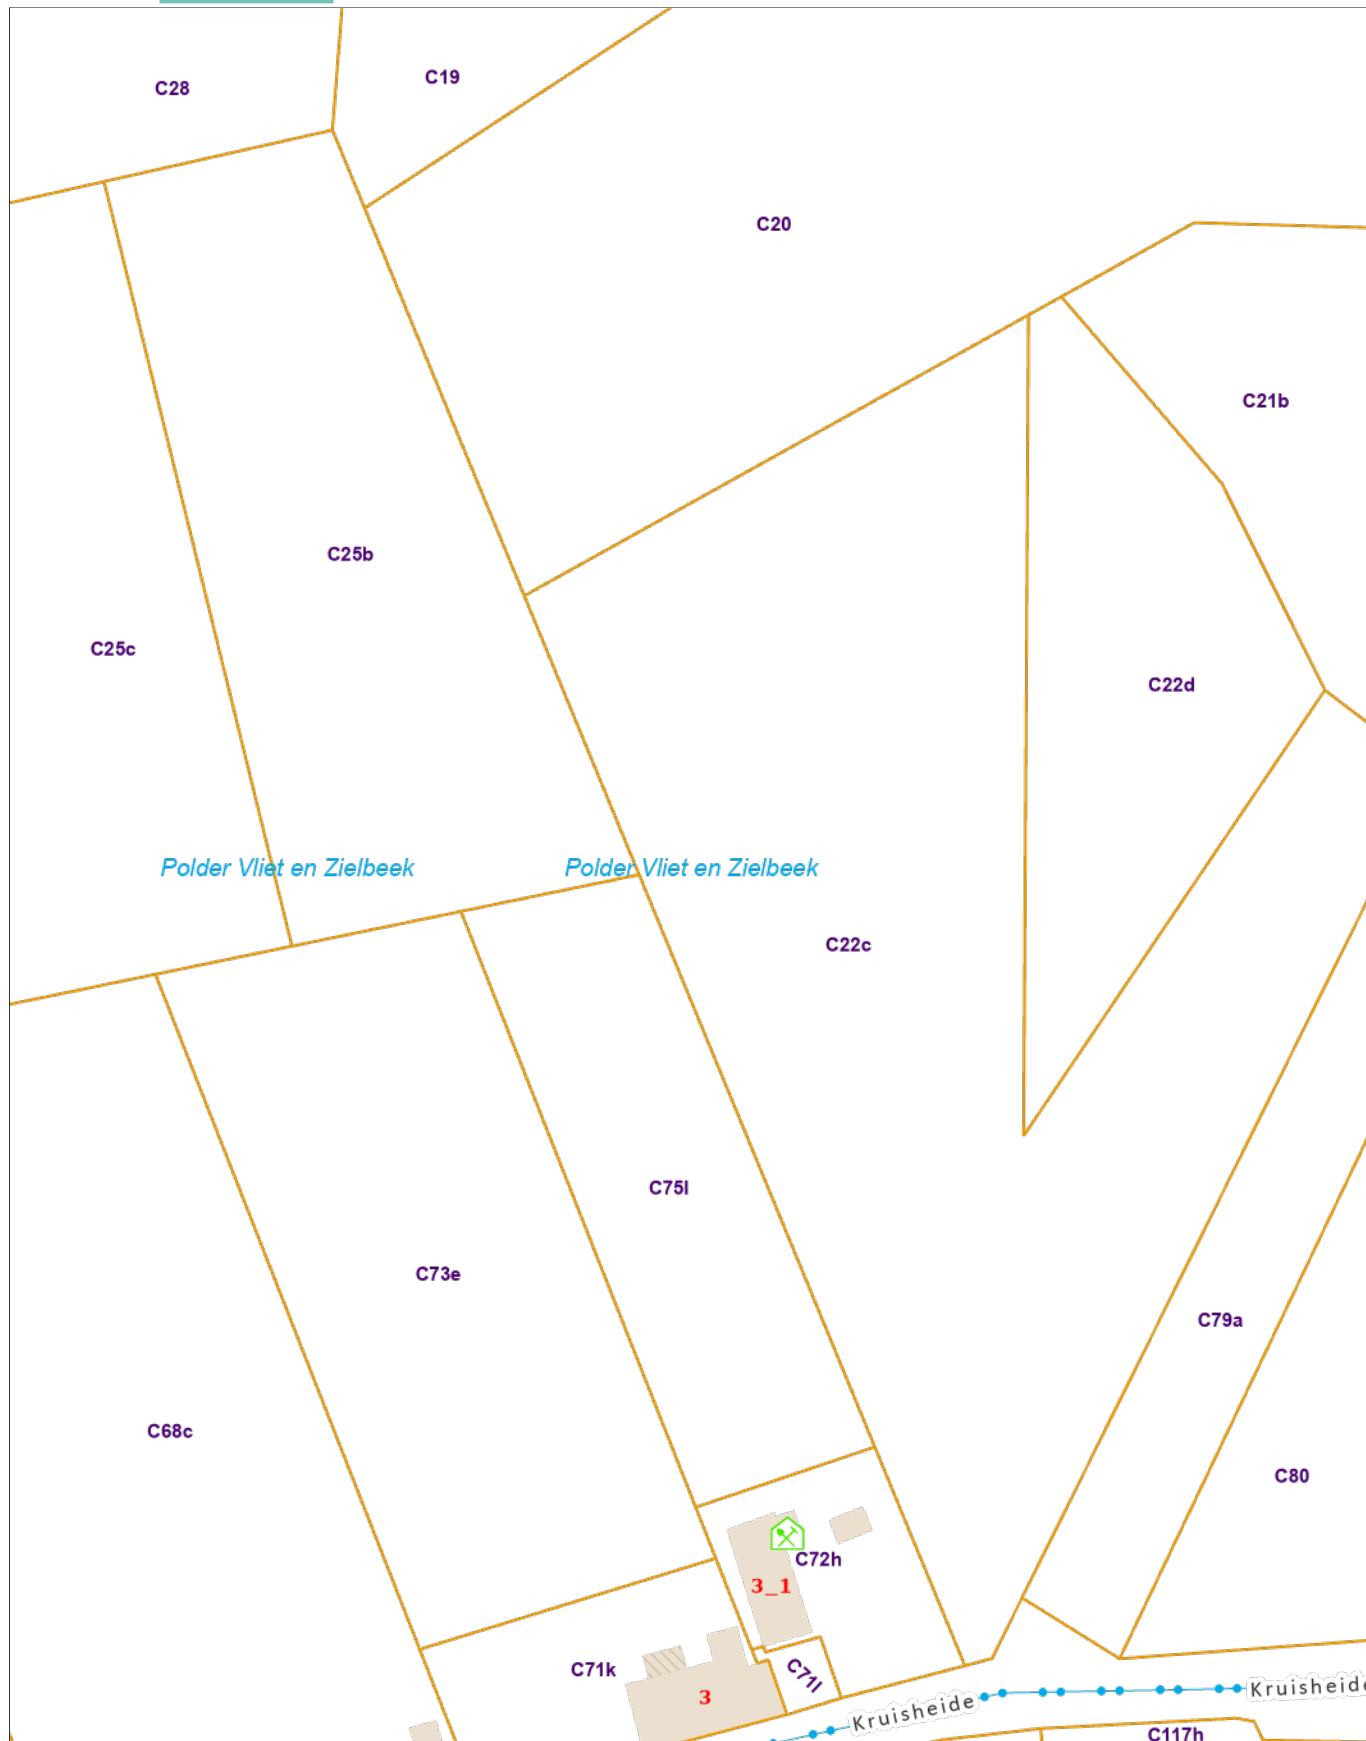 C19
C28
C20
C21b
C25b
C25c
C22d
Polder Vliet en Zielbeek
Polder Vliet en Zielbeek
C22c
C75l
C73e
C79a
C68c
C80
C72h
3_1
C71k
C71l
3
Kruisheide
Kruisheide
C117h